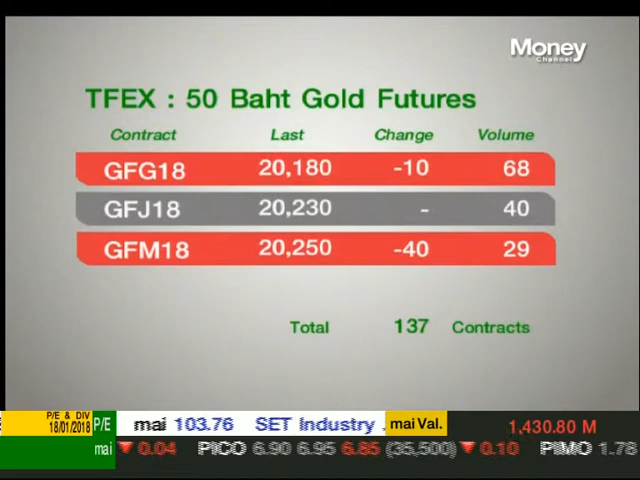 Money
Channel
TFEX : 50 Baht Gold Futures
Contract Last Change Volume
GFG18 20,180 -10 68
GFJ18 20,230 - 40
GFM18 20,250 -40 29
Total 137 Contracts
P/E & DIV
18/01/2018
P/E mai 103.76 SET Industry . mai Val. 1,430.80 M
mai ▼ 0.04 PICO 6.90 6.95 6.85 (35,500) ▼ 0.10 PIMO 1.78